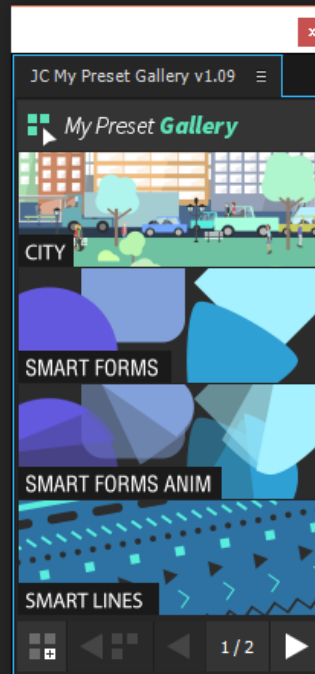 JC My Preset Gallery v1.09
My Preset Gallery
CITY
SMART FORMS
SMART FORMS ANIM
SMART LINES
1/2